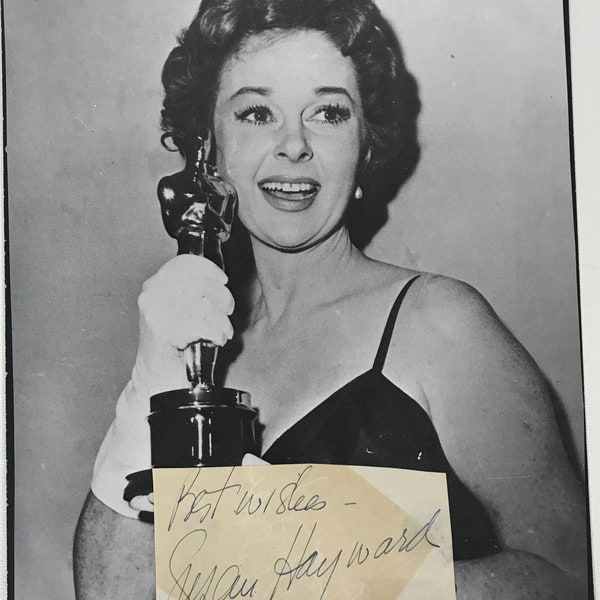 Best wishes –
Susan Hayward